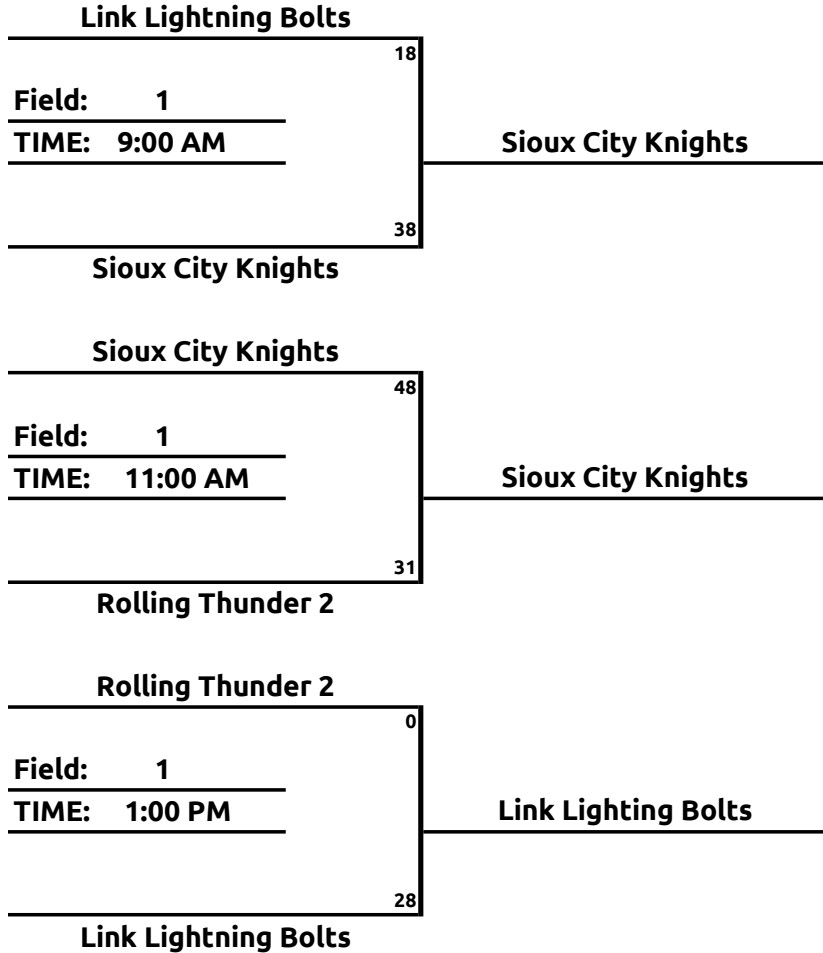 Link Lightning Bolts
18
Field: 1
TIME: 9:00 AM
Sioux City Knights
38
Sioux City Knights
Sioux City Knights
48
Field: 1
TIME: 11:00 AM
Sioux City Knights
31
Rolling Thunder 2
Rolling Thunder 2
0
Field: 1
TIME: 1:00 PM
Link Lighting Bolts
28
Link Lightning Bolts